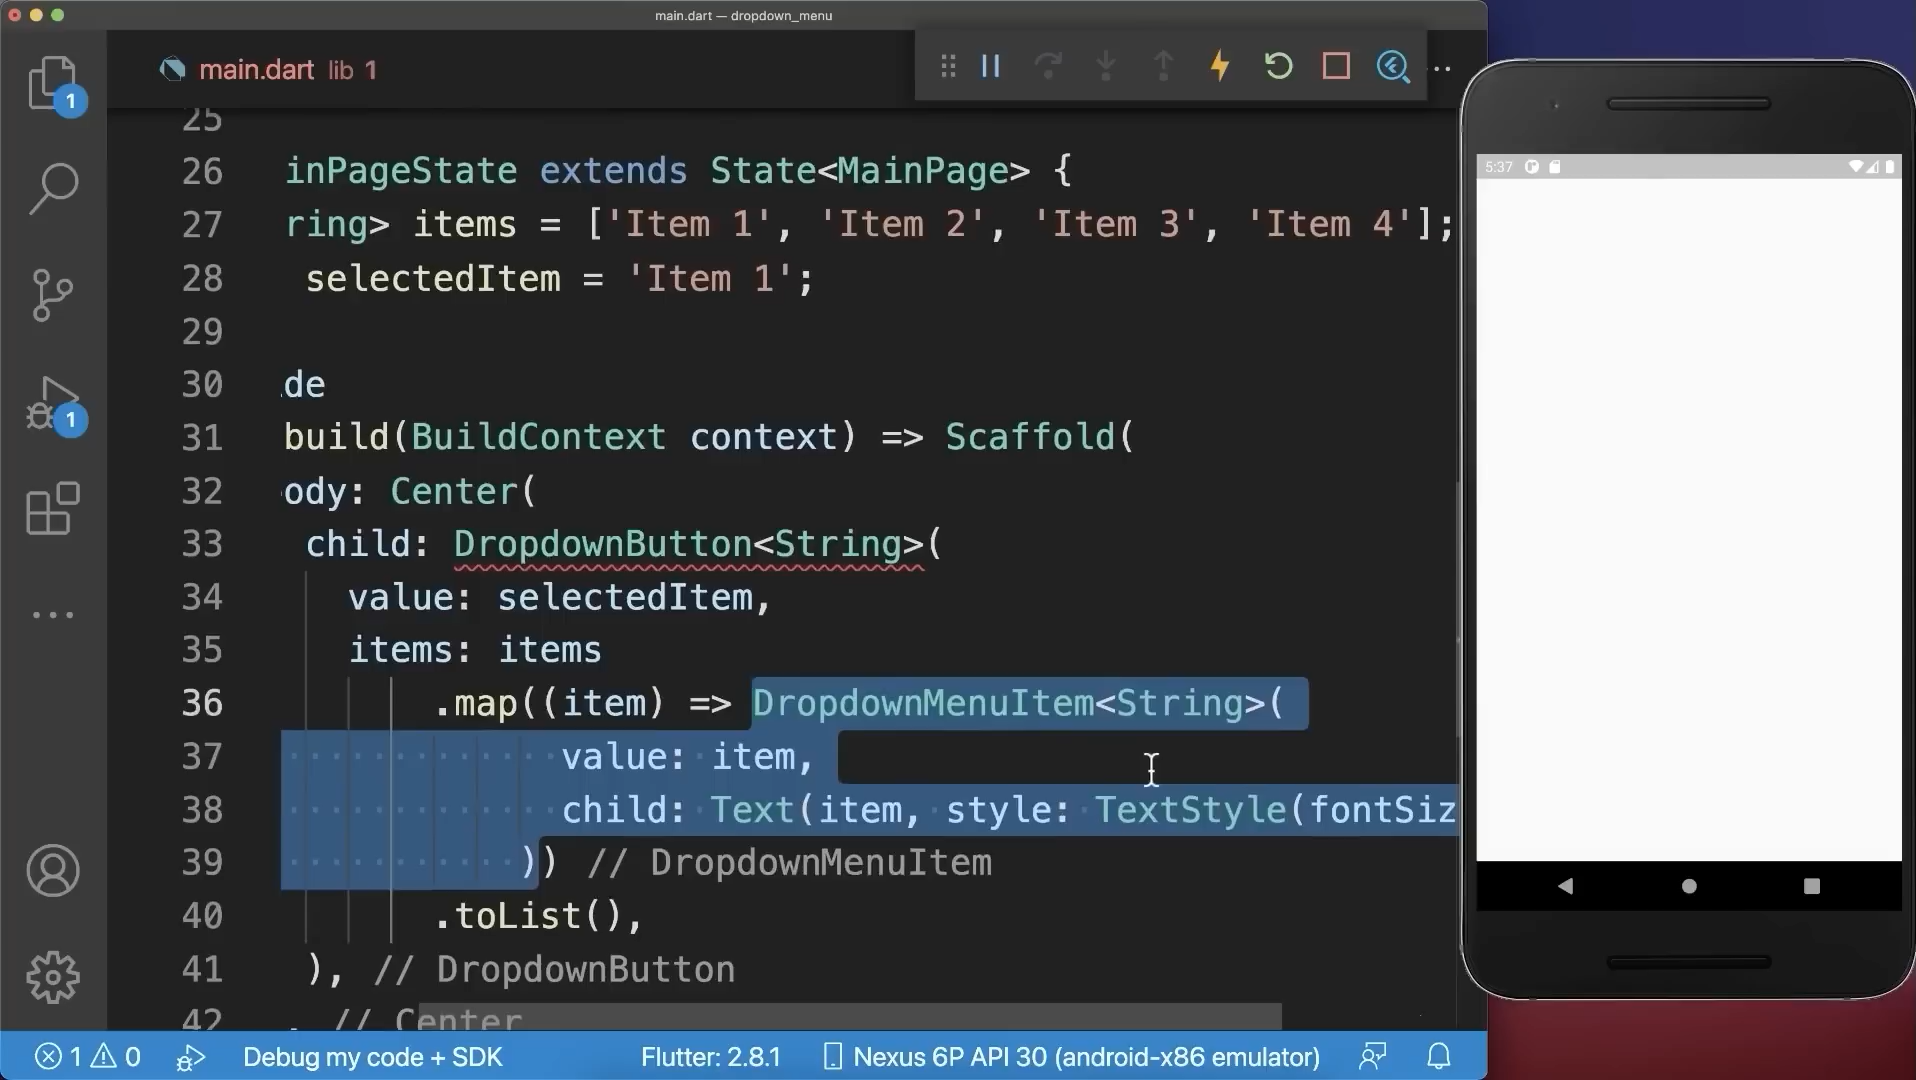 main.dart — dropdown_menu
main.dart lib 1
1
25
26 inPageState extends State<MainPage> {
27 ring> items = ['Item 1', 'Item 2', 'Item 3', 'Item 4'];
28 selectedItem = 'Item 1';
29
30 de
31 build(BuildContext context) => Scaffold(
32 ody: Center(
33 child: DropdownButton<String>(
34 value: selectedItem,
35 items: items
36 .map((item) => DropdownMenuItem<String>(
37 value: item,
38 child: Text(item, style: TextStyle(fontSiz
39 )) // DropdownMenuItem
40 .toList(),
41 ), // DropdownButton
42 , // Center
1
5:37
1 0 Debug my code + SDK Flutter: 2.8.1 Nexus 6P API 30 (android-x86 emulator)